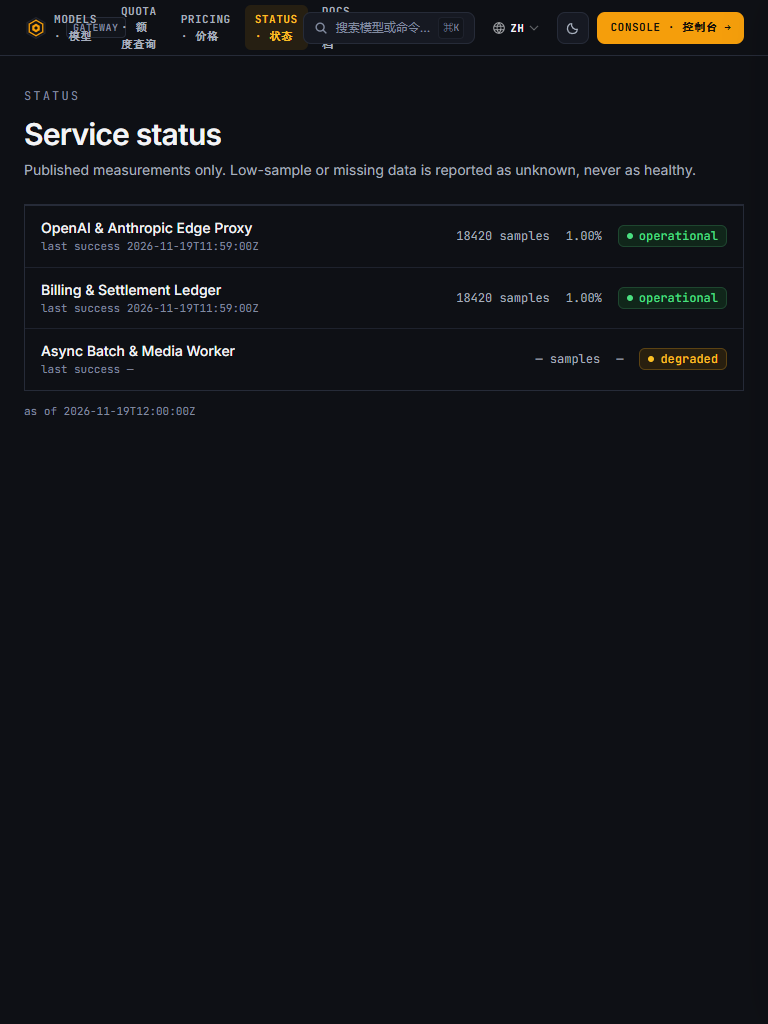 MODELS
· 模型
GATEWAY
QUOTA
· 额
度查询
PRICING
· 价格
STATUS
· 状态
DOCS
搜索模型或命令... ⌘K
ZH
CONSOLE · 控制台 →
STATUS
Service status
Published measurements only. Low-sample or missing data is reported as unknown, never as healthy.
OpenAI & Anthropic Edge Proxy
last success 2026-11-19T11:59:00Z
18420 samples 1.00% operational
Billing & Settlement Ledger
last success 2026-11-19T11:59:00Z
18420 samples 1.00% operational
Async Batch & Media Worker
last success —
— samples — degraded
as of 2026-11-19T12:00:00Z